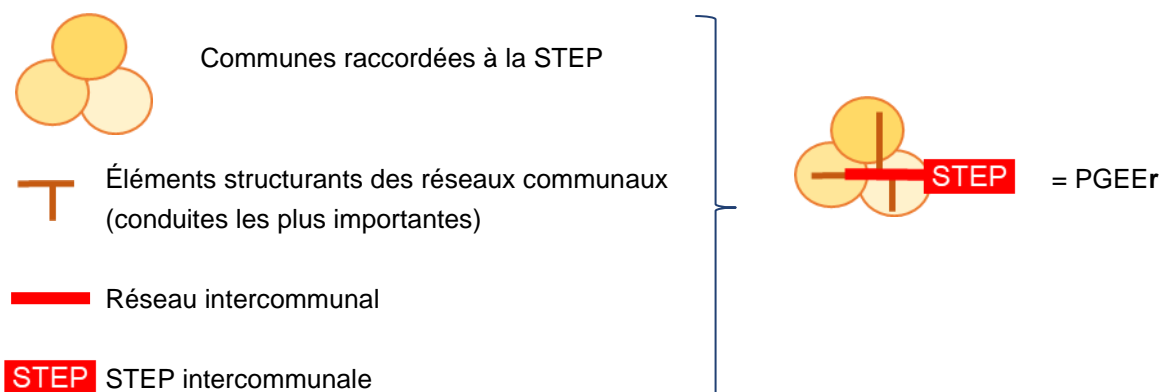 Communes raccordées à la STEP
Éléments structurants des réseaux communaux
(conduites les plus importantes)
Réseau intercommunal
STEP STEP intercommunale
STEP = PGEEr